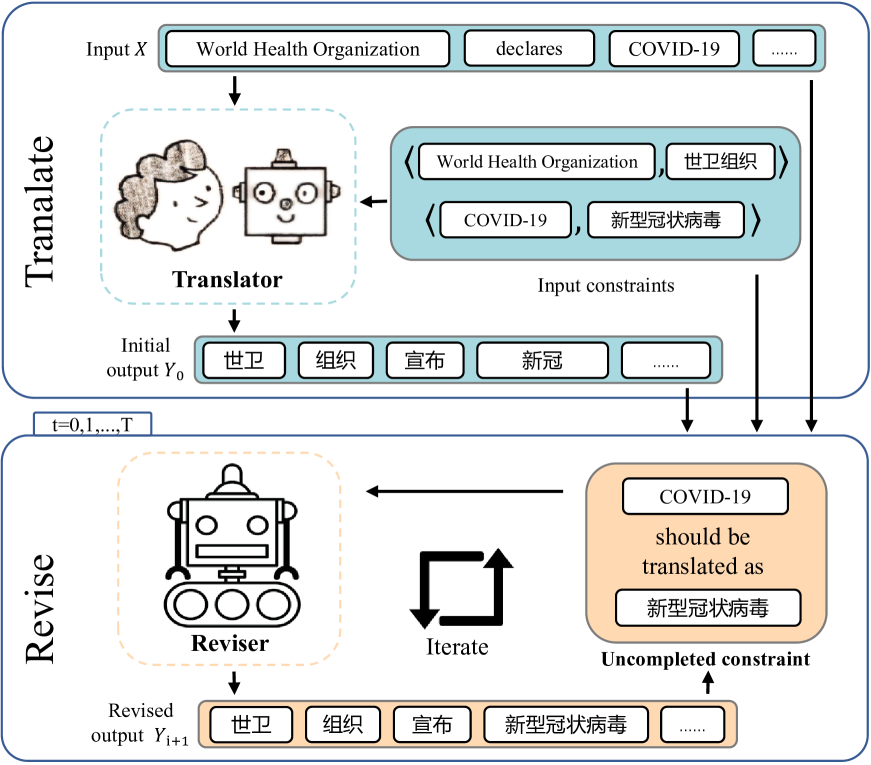 Input X World Health Organization declares COVID-19 ......
Tranalate
⟨ World Health Organization , 世卫组织 ⟩
⟨ COVID-19 , 新型冠状病毒 ⟩
Translator
Input constraints
Initial
output Y₀
世卫 组织 宣布 新冠 ......
t=0,1,...,T
Revise
COVID-19
should be
translated as
新型冠状病毒
Reviser
Iterate
Uncompleted constraint
Revised
output Yᵢ₊₁
世卫 组织 宣布 新型冠状病毒 ......